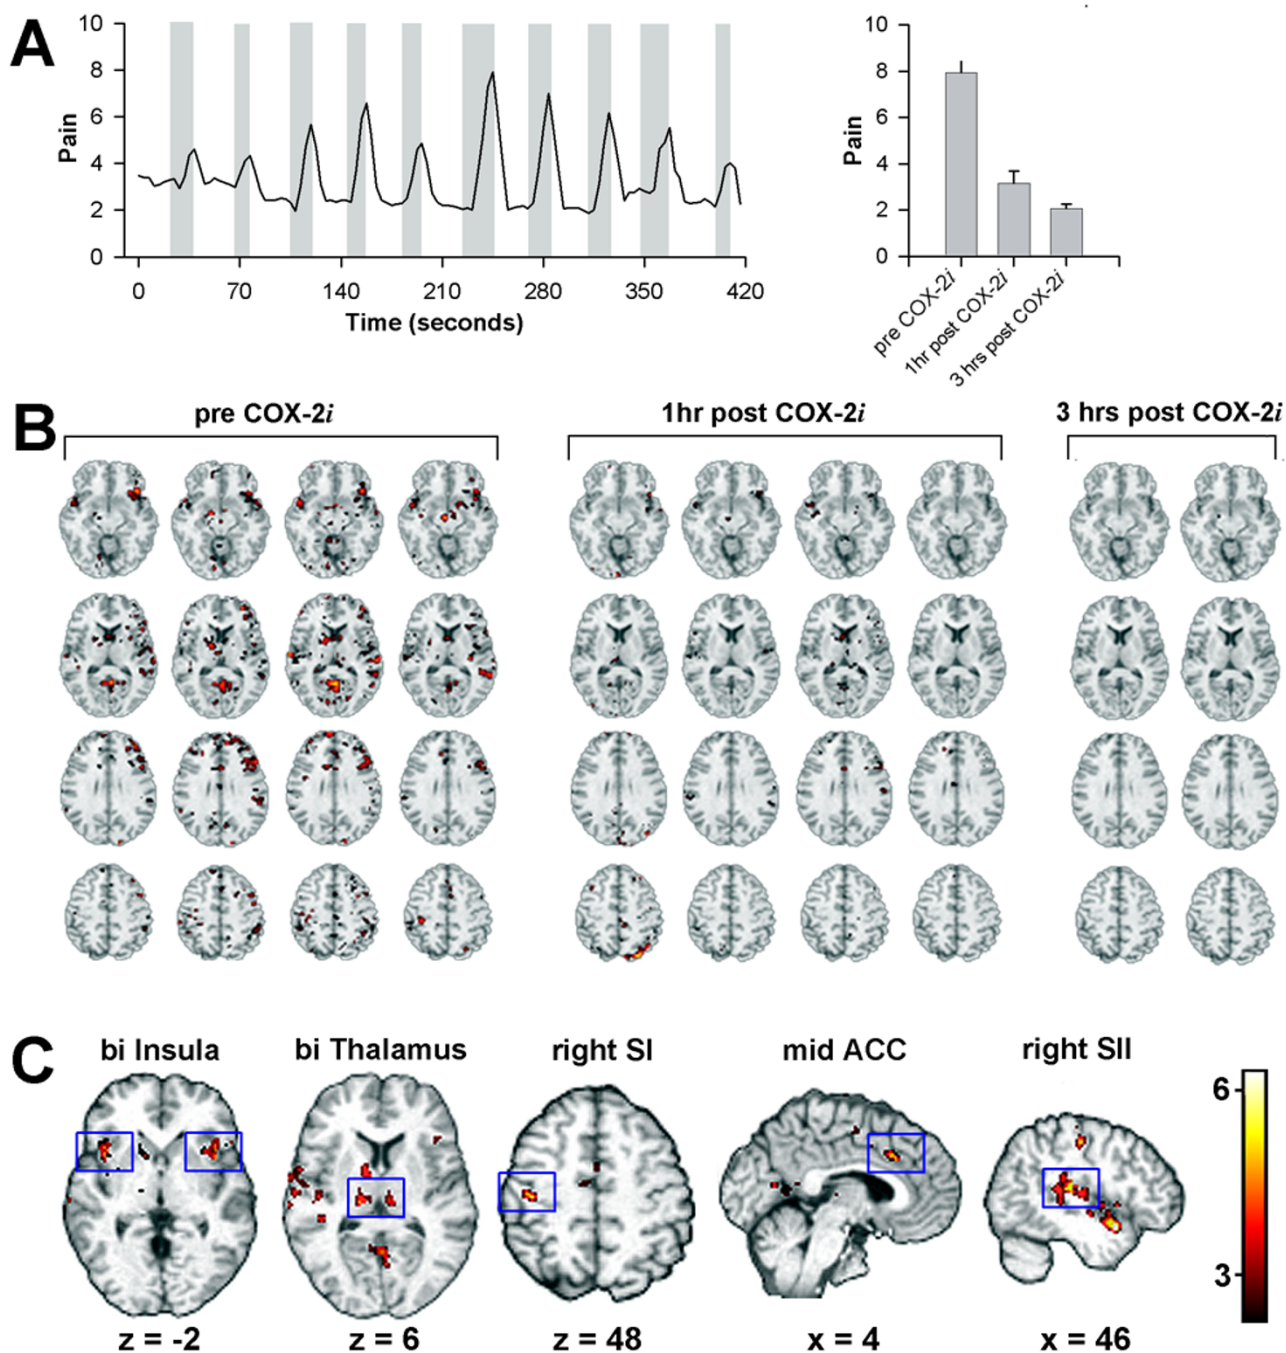 A
10
8
6
4
2
0
Pain
0 70 140 210 280 350 420
Time (seconds)
10
8
6
4
2
0
Pain
pre COX-2i
1hr post COX-2i
3 hrs post COX-2i
B
pre COX-2i 1hr post COX-2i 3 hrs post COX-2i
C
bi Insula bi Thalamus right SI mid ACC right SII
6
3
z = -2 z = 6 z = 48 x = 4 x = 46